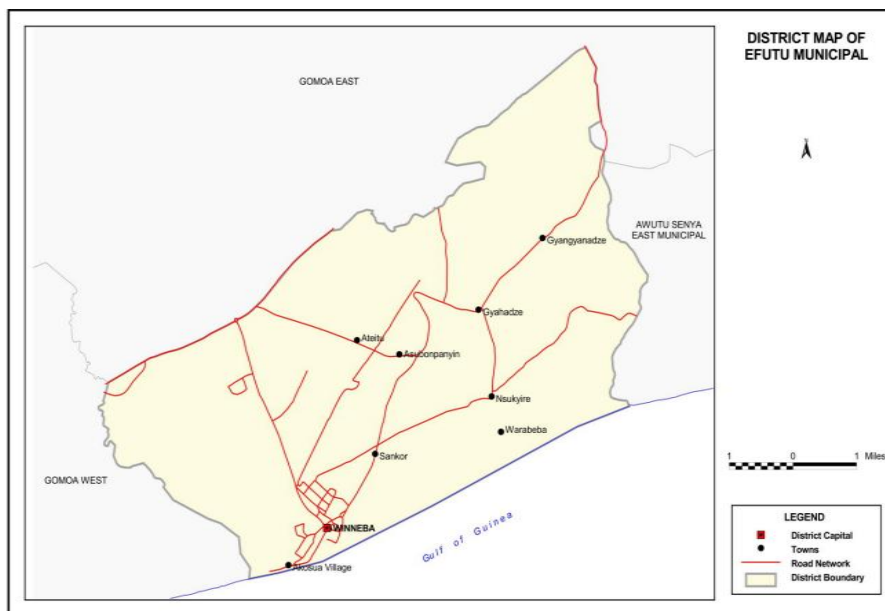 DISTRICT MAP OF
EFUTU MUNICIPAL
GOMOA EAST
AWUTU SENYA
EAST MUNICIPAL
Gyangyanadze
Gyahadze
Ateitu
Asubonpanyin
Nsukyire
Warabeba
Sankor
GOMOA WEST
WINNEBA
Akosua Village
Gulf of Guinea
1 0 1 Miles
LEGEND
District Capital
Towns
Road Network
District Boundary